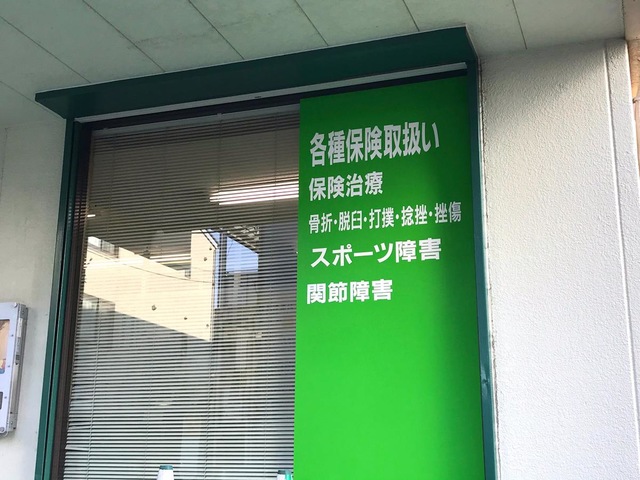 各種保険取扱い
保険治療
骨折・脱臼・打撲・捻挫・挫傷
スポーツ障害
関節障害